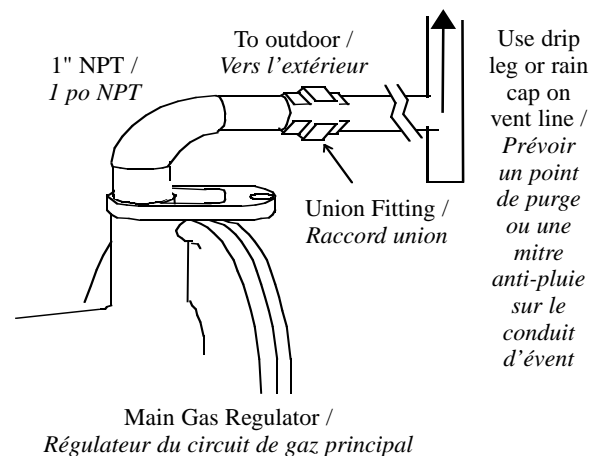 1" NPT /
1 po NPT
To outdoor /
Vers l'extérieur
Use drip
leg or rain
cap on
vent line /
Prévoir
un point
de purge
ou une
mitre
anti-pluie
sur le
conduit
d'évent
Union Fitting /
Raccord union
Main Gas Regulator /
Régulateur du circuit de gaz principal